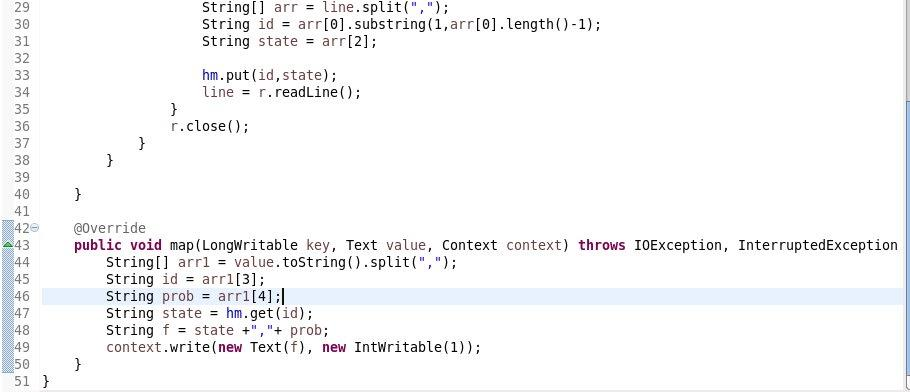 29 String[] arr = line.split(",");
30 String id = arr[0].substring(1,arr[0].length()-1);
31 String state = arr[2];
32
33 hm.put(id,state);
34 line = r.readLine();
35 }
36 r.close();
37 }
38 }
39
40 }
41
42 @Override
43 public void map(LongWritable key, Text value, Context context) throws IOException, InterruptedException
44 String[] arr1 = value.toString().split(",");
45 String id = arr1[3];
46 String prob = arr1[4];
47 String state = hm.get(id);
48 String f = state +","+ prob;
49 context.write(new Text(f), new IntWritable(1));
50 }
51 }